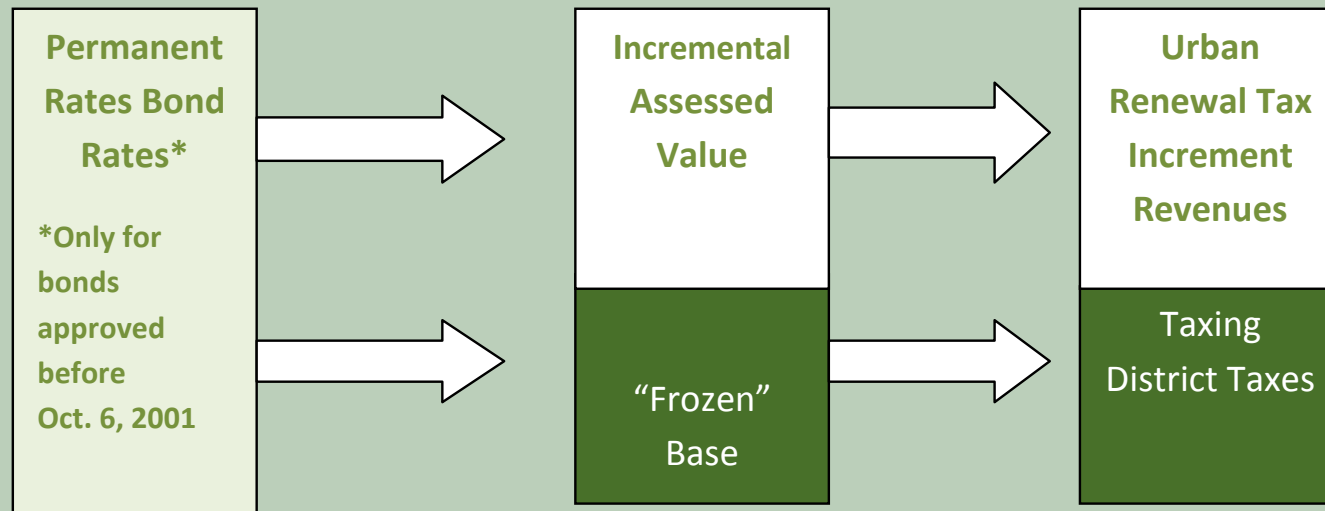 Permanent
Rates Bond
Rates*
*Only for
bonds
approved
before
Oct. 6, 2001
Incremental
Assessed
Value
“Frozen”
Base
Urban
Renewal Tax
Increment
Revenues
Taxing
District Taxes